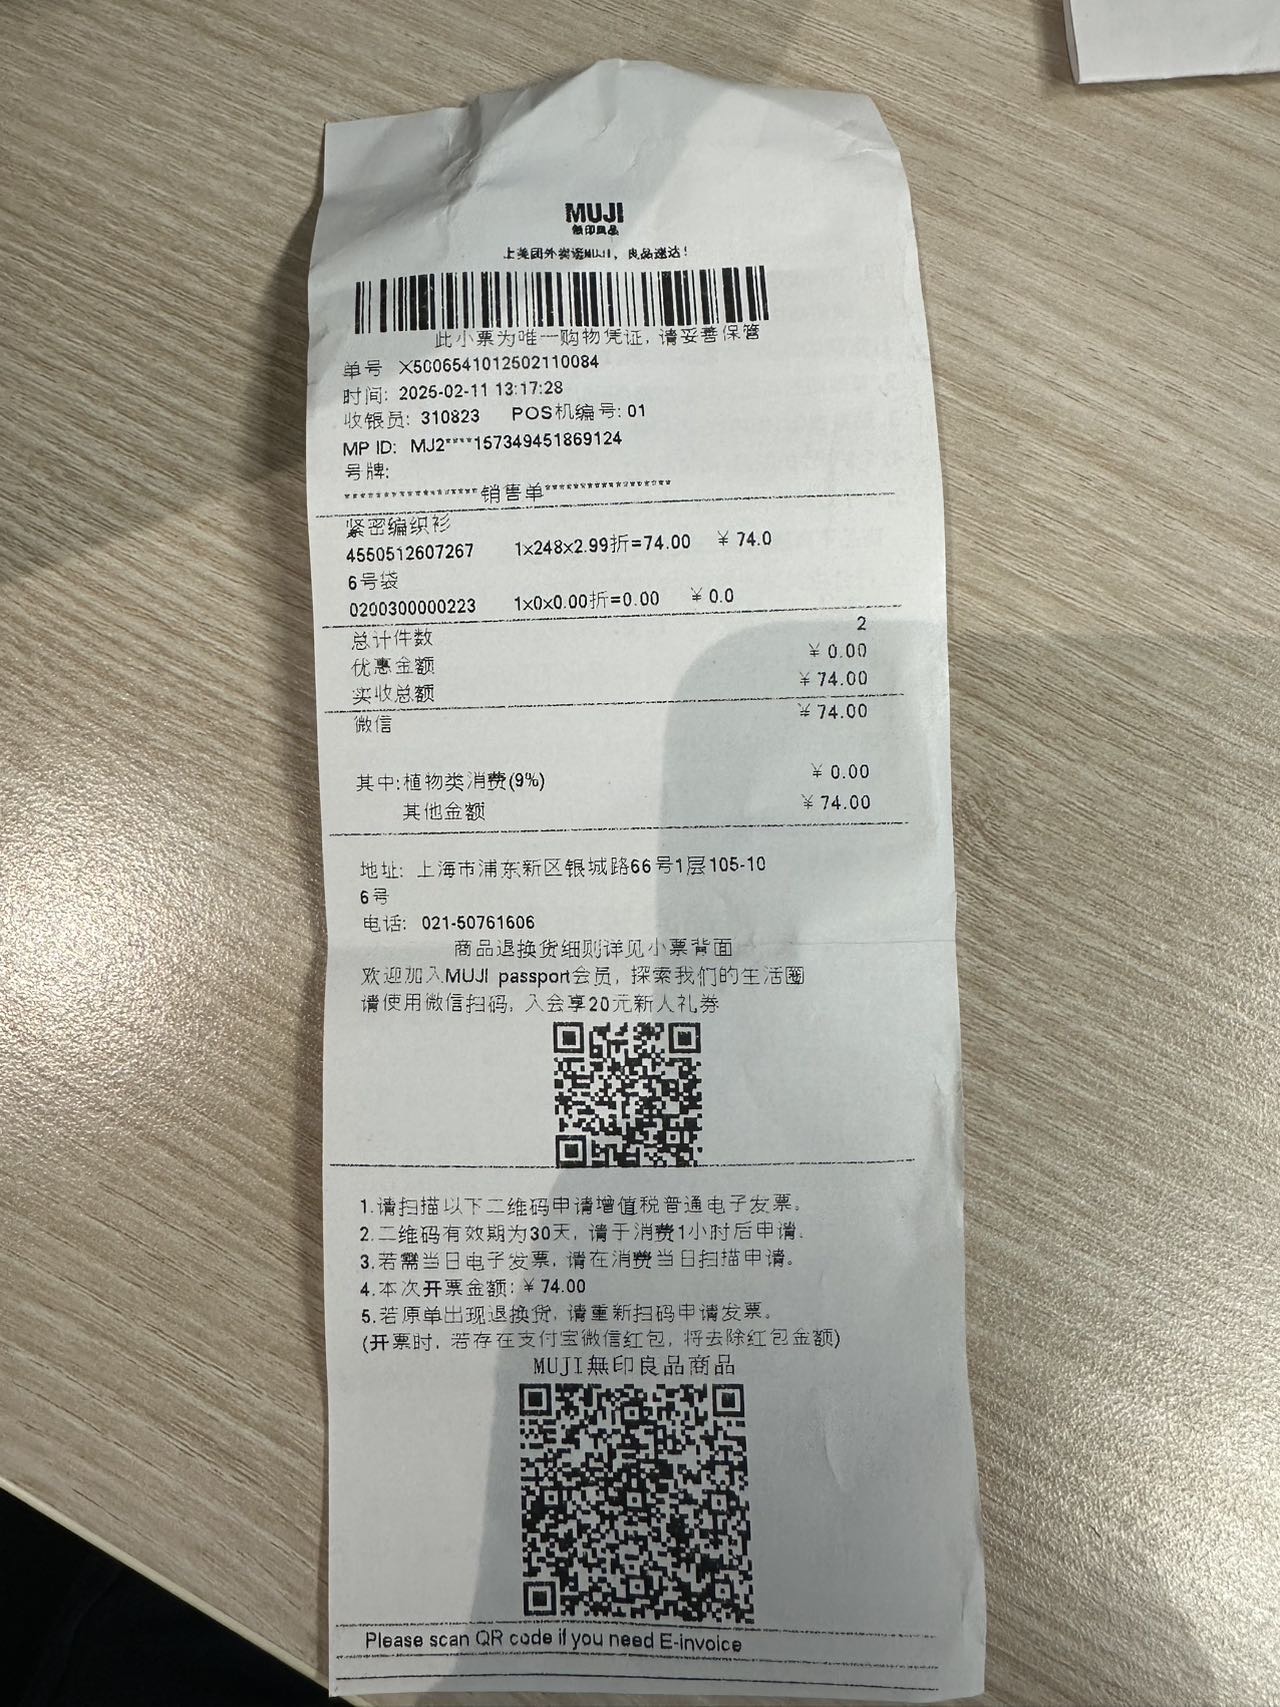 MUJI
無印良品
上美团外卖逛MUJI，良品速达！
此小票为唯一购物凭证, 请妥善保管
单号 X5006541012502110084
时间: 2025-02-11 13:17:28
收银员: 310823 POS机编号: 01
MP ID: MJ2****157349451869124
号牌:
销售单
紧密编织衫
4550512607267 1x248x2.99折=74.00 ¥ 74.0
6号袋
0200300000223 1x0x0.00折=0.00 ¥ 0.0
总计件数 2
优惠金额 ¥ 0.00
实收总额 ¥ 74.00
微信 ¥ 74.00
其中:植物类消费(9%) ¥ 0.00
其他金额 ¥ 74.00
地址: 上海市浦东新区银城路66号1层105-10
6号
电话: 021-50761606
商品退换货细则详见小票背面
欢迎加入MUJI passport会员, 探索我们的生活圈
请使用微信扫码, 入会享20元新人礼券
1.请扫描以下二维码申请增值税普通电子发票。
2.二维码有效期为30天, 请于消费1小时后申请.
3.若需当日电子发票, 请在消费当日扫描申请。
4.本次开票金额: ¥ 74.00
5.若原单出现退换货, 请重新扫码申请发票。
(开票时, 若存在支付宝微信红包, 将去除红包金额)
MUJI無印良品商品
Please scan QR code if you need E-invoice